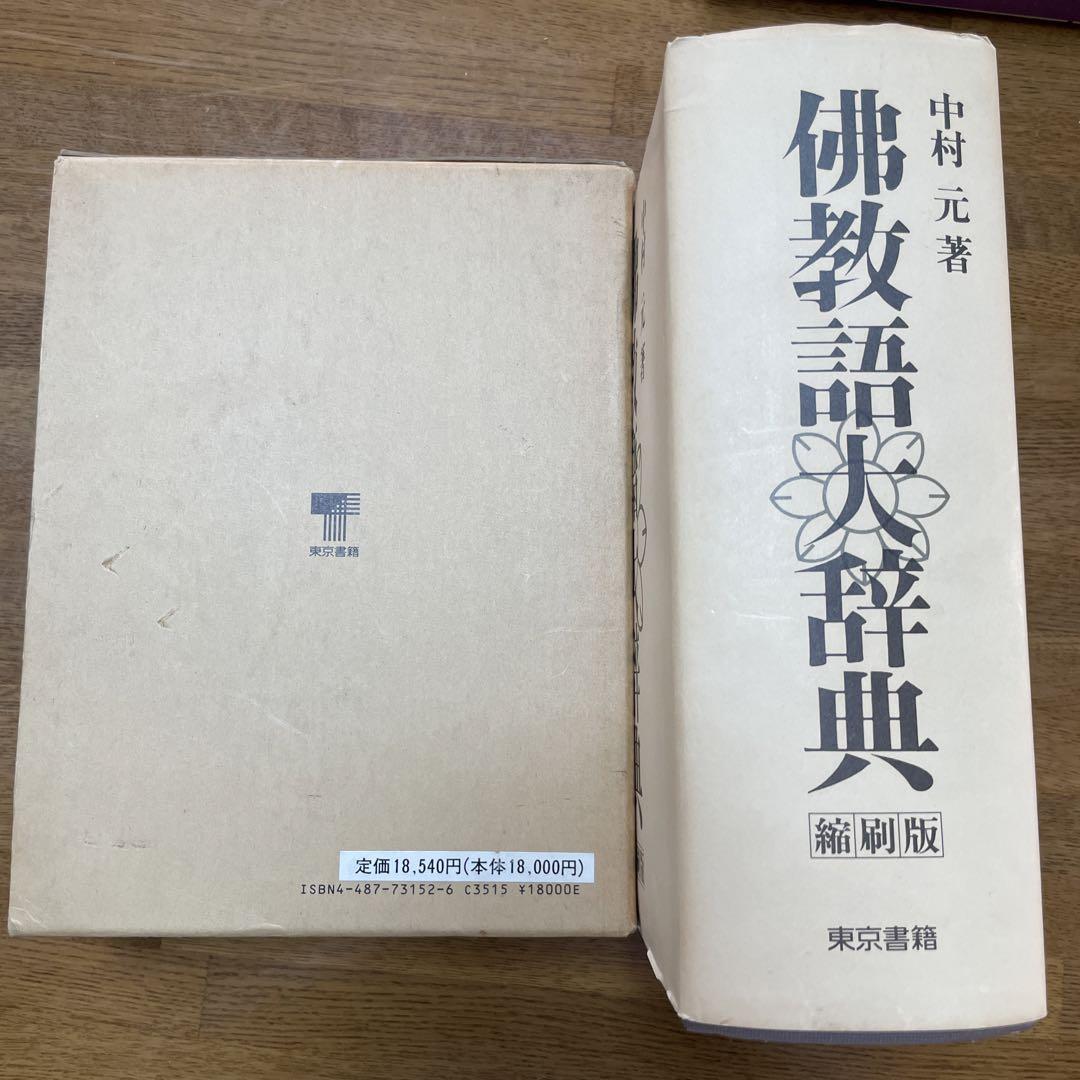 東京書籍
定価18,540円(本体18,000円)
ISBN4-487-73152-6 C3515 ¥18000E
中村 元 著
佛教語大辞典
縮刷版
東京書籍